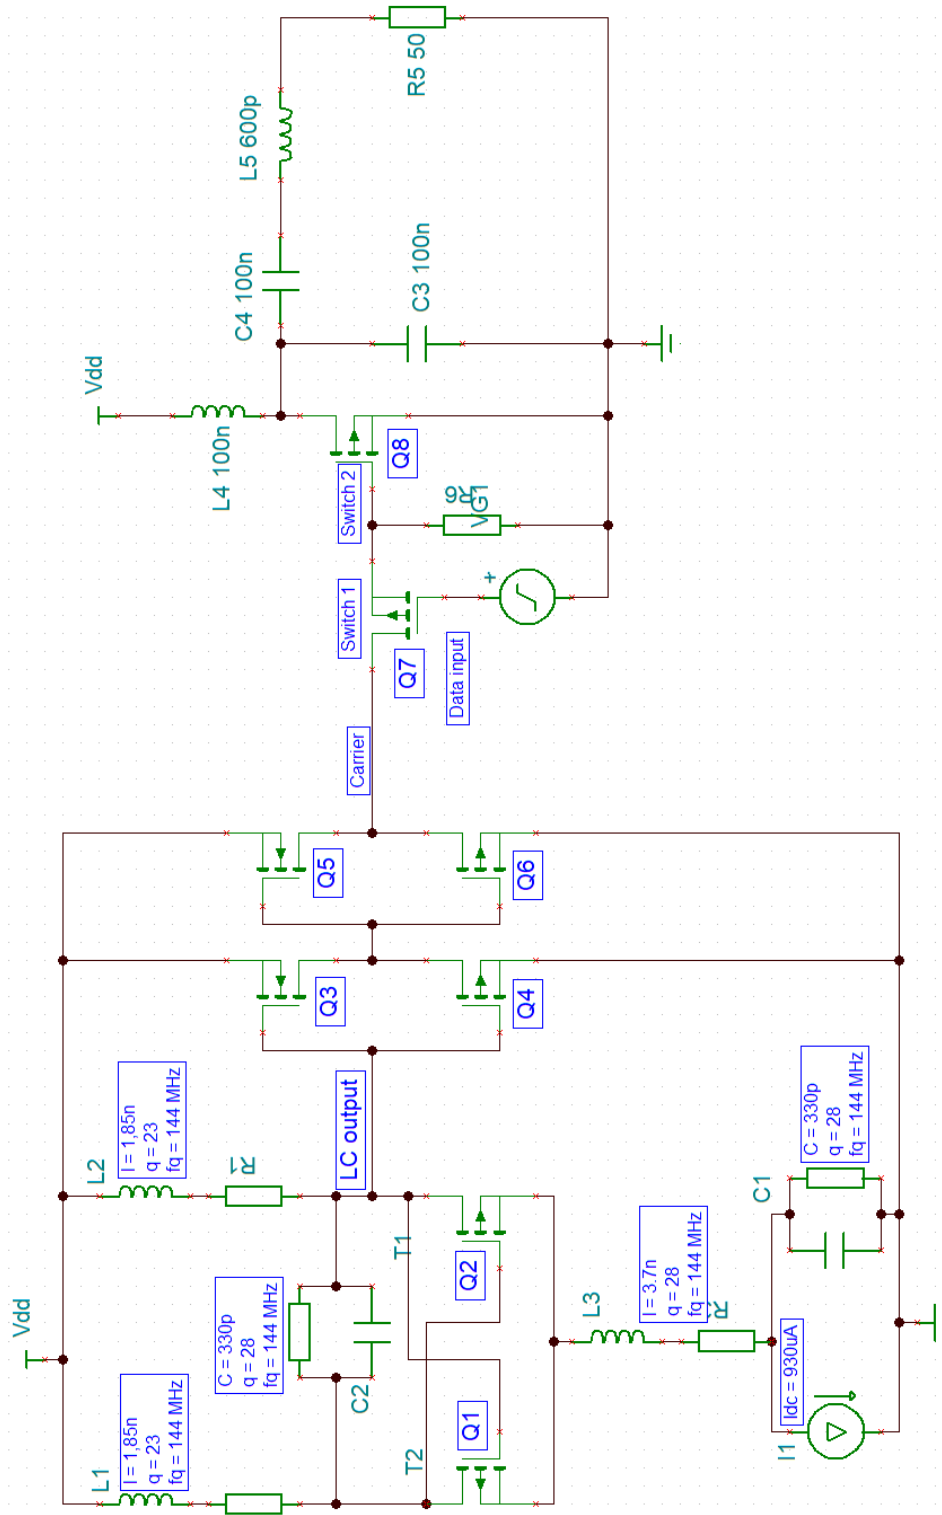 Vdd
L1
l = 1,85n
q = 23
fq = 144 MHz
L2
l = 1,85n
q = 23
fq = 144 MHz
R1
C = 330p
q = 28
fq = 144 MHz
C2
LC output
T2
T1
Q1
Q2
L3
l = 3.7n
q = 28
fq = 144 MHz
I1
Idc = 930uA
C1
C = 330p
q = 28
fq = 144 MHz
Q3
Q4
Q5
Q6
Carrier
Switch 1
Q7
Data input
Switch 2
Q8
R6
VG1
+
Vdd
L4 100n
C4 100n
L5 600p
C3 100n
R5 50